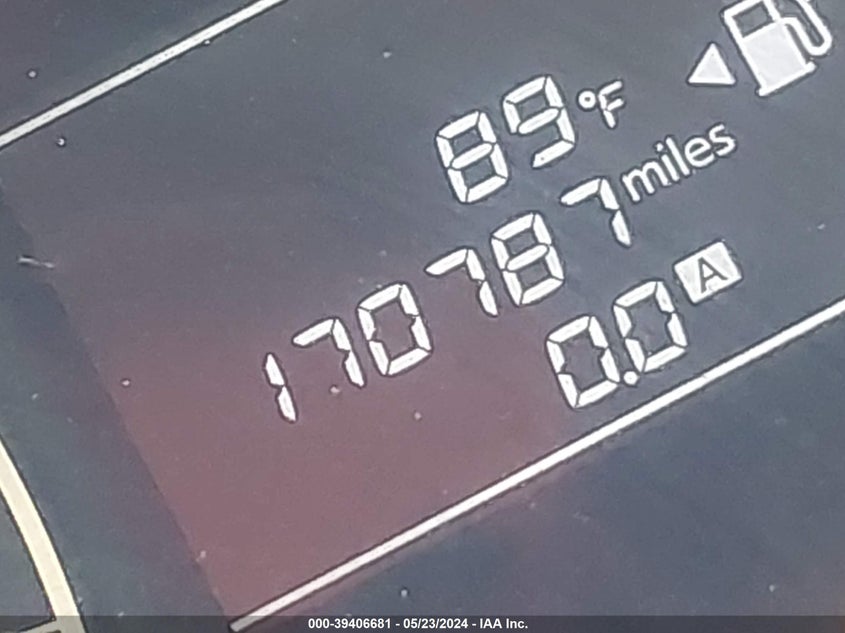 89°F
170787 miles
0.0 A
000-39406681 - 05/23/2024 - IAA Inc.